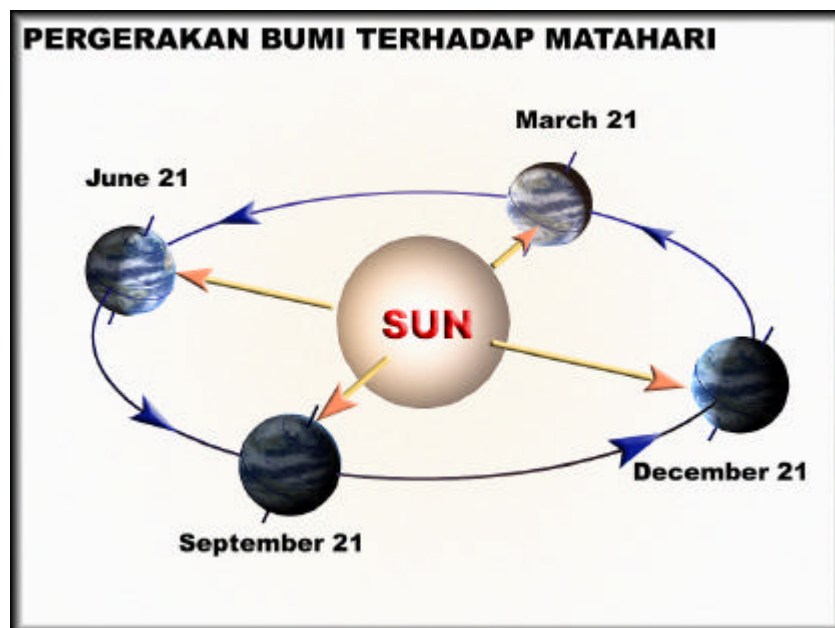 PERGERAKAN BUMI TERHADAP MATAHARI
March 21
June 21
SUN
December 21
September 21